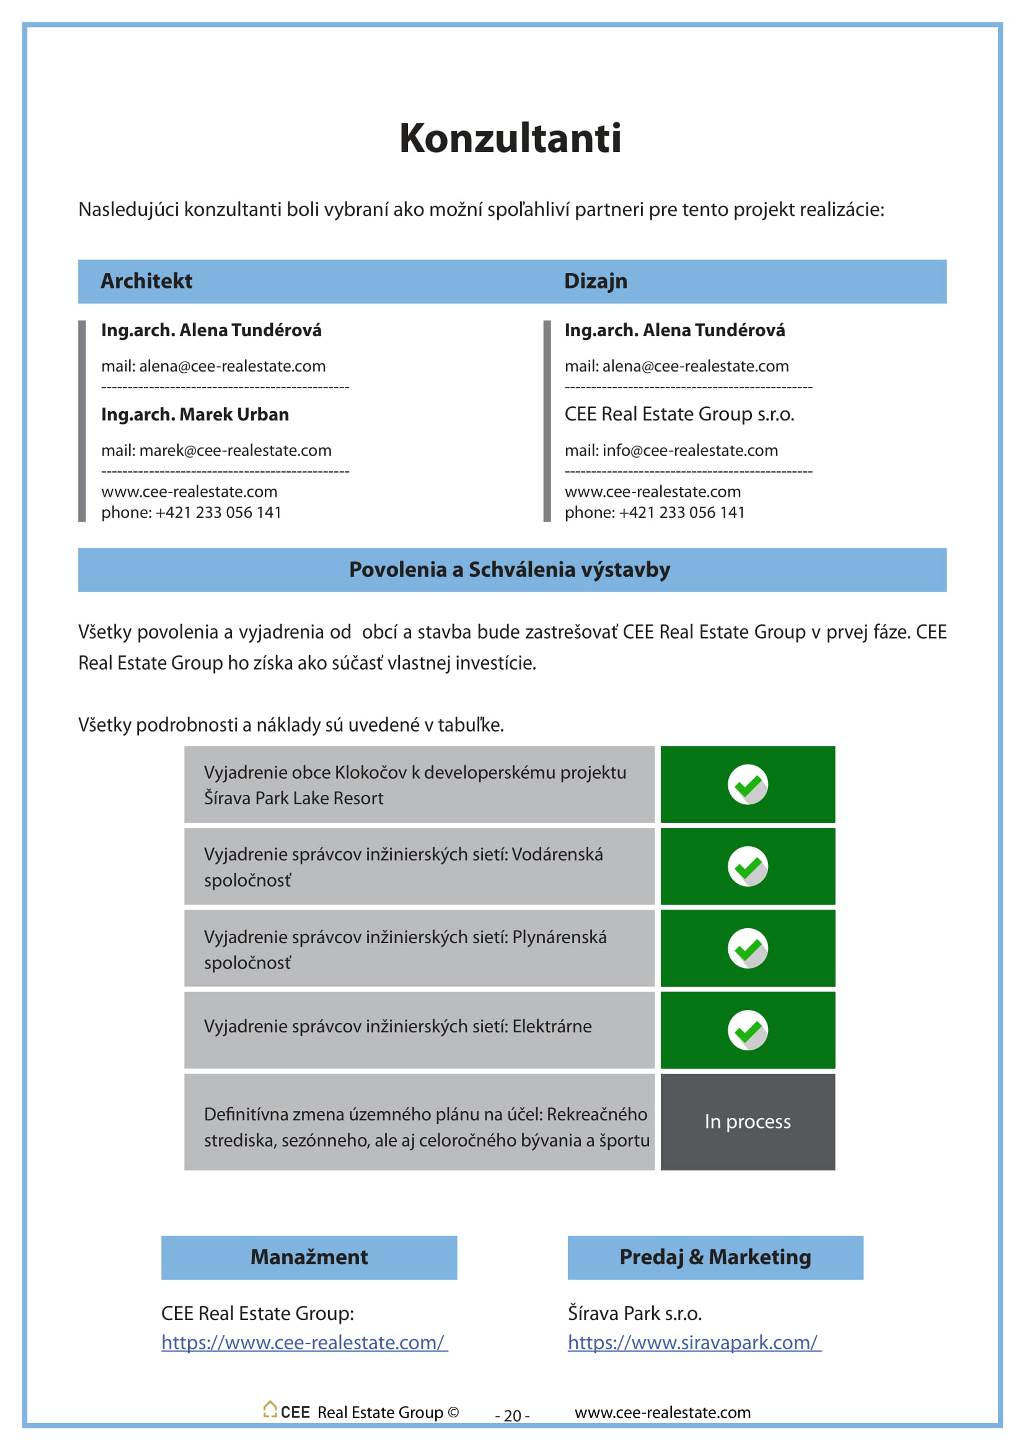 Konzultanti
Nasledujúci konzultanti boli vybraní ako možní spoľahliví partneri pre tento projekt realizácie:
Architekt
Ing.arch. Alena Tundérová
mail: alena@cee-realestate.com
-----------------------------------------------
Ing.arch. Marek Urban
mail: marek@cee-realestate.com
-----------------------------------------------
www.cee-realestate.com
phone: +421 233 056 141
Dizajn
Ing.arch. Alena Tundérová
mail: alena@cee-realestate.com
-----------------------------------------------
CEE Real Estate Group s.r.o.
mail: info@cee-realestate.com
-----------------------------------------------
www.cee-realestate.com
phone: +421 233 056 141
Povolenia a Schválenia výstavby
Všetky povolenia a vyjadrenia od  obcí a stavba bude zastrešovať CEE Real Estate Group v prvej fáze. CEE
Real Estate Group ho získa ako súčasť vlastnej investície.
Všetky podrobnosti a náklady sú uvedené v tabuľke.
Vyjadrenie obce Klokočov k developerskému projektu
Šírava Park Lake Resort
Vyjadrenie správcov inžinierských sietí: Vodárenská
spoločnosť
Vyjadrenie správcov inžinierských sietí: Plynárenská
spoločnosť
Vyjadrenie správcov inžinierských sietí: Elektrárne
Definitívna zmena územného plánu na účel: Rekreačného
strediska, sezónneho, ale aj celoročného bývania a športu
In process
Manažment
CEE Real Estate Group:
https://www.cee-realestate.com/
Predaj & Marketing
Šírava Park s.r.o.
https://www.siravapark.com/
CEE Real Estate Group ©
- 20 -
www.cee-realestate.com